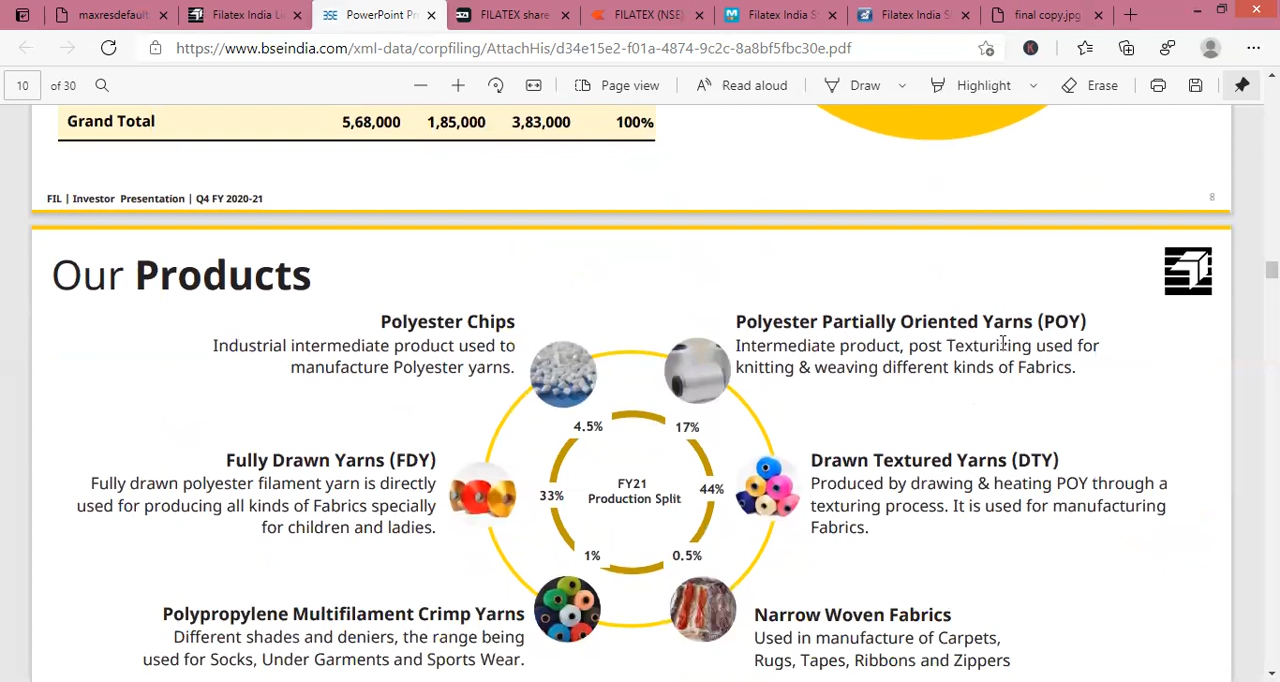 maxresdefault
Filatex India Li
PowerPoint Pr
FILATEX share
FILATEX (NSE)
Filatex India S
Filatex India S
final copy.jpg
https://www.bseindia.com/xml-data/corpfiling/AttachHis/d34e15e2-f01a-4874-9c2c-8a8bf5fbc30e.pdf
K
10 of 30
Page view
Read aloud
Draw
Highlight
Erase
Grand Total 5,68,000 1,85,000 3,83,000 100%
FIL | Investor Presentation | Q4 FY 2020-21
8
Our Products
Polyester Chips
Industrial intermediate product used to
manufacture Polyester yarns.
Polyester Partially Oriented Yarns (POY)
Intermediate product, post Texturizing used for
knitting & weaving different kinds of Fabrics.
4.5%
17%
Fully Drawn Yarns (FDY)
Fully drawn polyester filament yarn is directly
used for producing all kinds of Fabrics specially
for children and ladies.
33%
FY21
Production Split
44%
Drawn Textured Yarns (DTY)
Produced by drawing & heating POY through a
texturing process. It is used for manufacturing
Fabrics.
1%
0.5%
Polypropylene Multifilament Crimp Yarns
Different shades and deniers, the range being
used for Socks, Under Garments and Sports Wear.
Narrow Woven Fabrics
Used in manufacture of Carpets,
Rugs, Tapes, Ribbons and Zippers